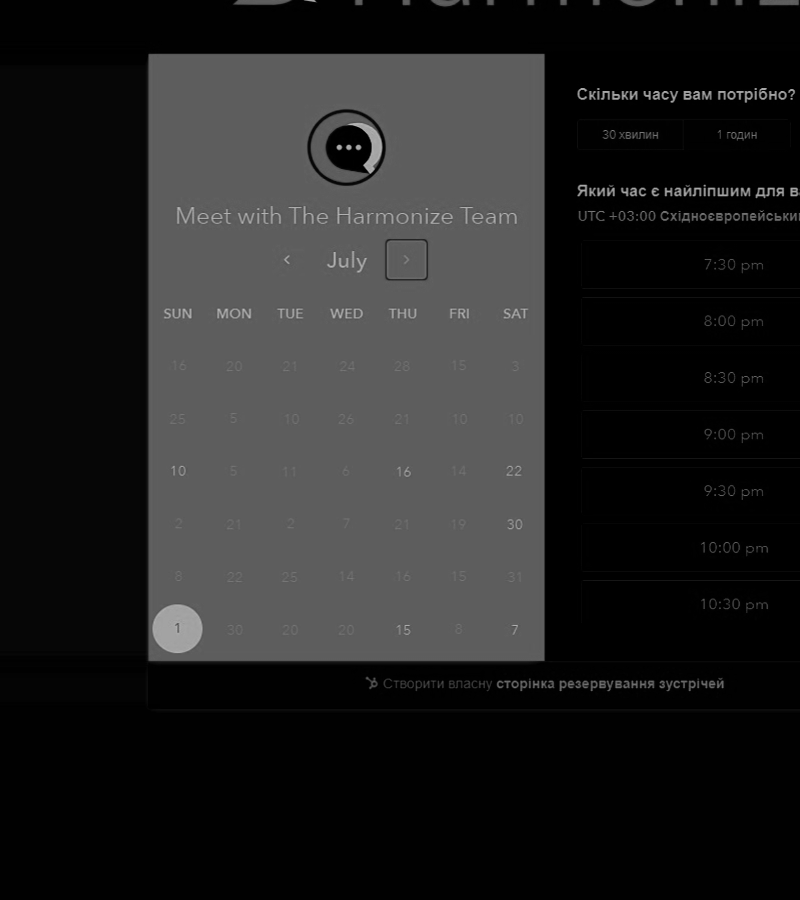 Meet with The Harmonize Team
July
SUN MON TUE WED THU FRI SAT
16 20 21 24 28 15 3
25 5 10 26 21 10 10
10 5 11 6 16 14 22
2 21 2 7 21 19 30
8 22 25 14 16 15 31
1 30 20 20 15 8 7
Скільки часу вам потрібно?
30 хвилин 1 годин
Який час є найліпшим для
UTC +03:00
7:30 pm
8:00 pm
8:30 pm
9:00 pm
9:30 pm
10:00 pm
10:30 pm
Створити власну сторінка резервування зустрічей